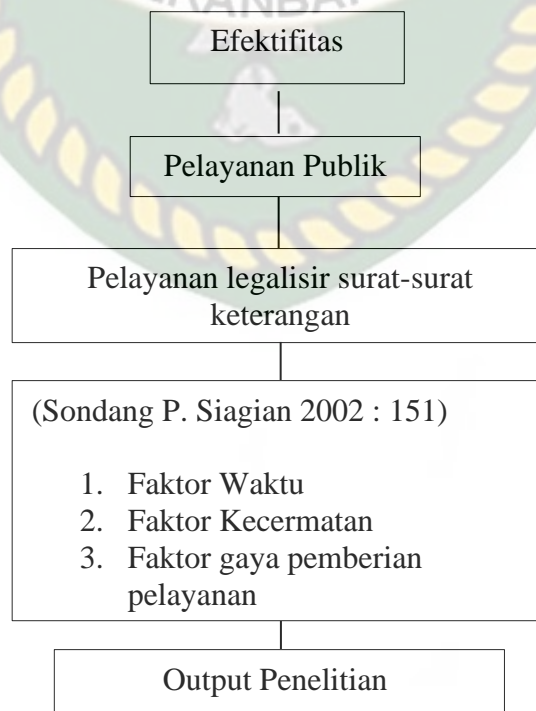 Efektifitas
Pelayanan Publik
Pelayanan legalisir surat-surat
keterangan
(Sondang P. Siagian 2002 : 151)
1. Faktor Waktu
2. Faktor Kecermatan
3. Faktor gaya pemberian
pelayanan
Output Penelitian